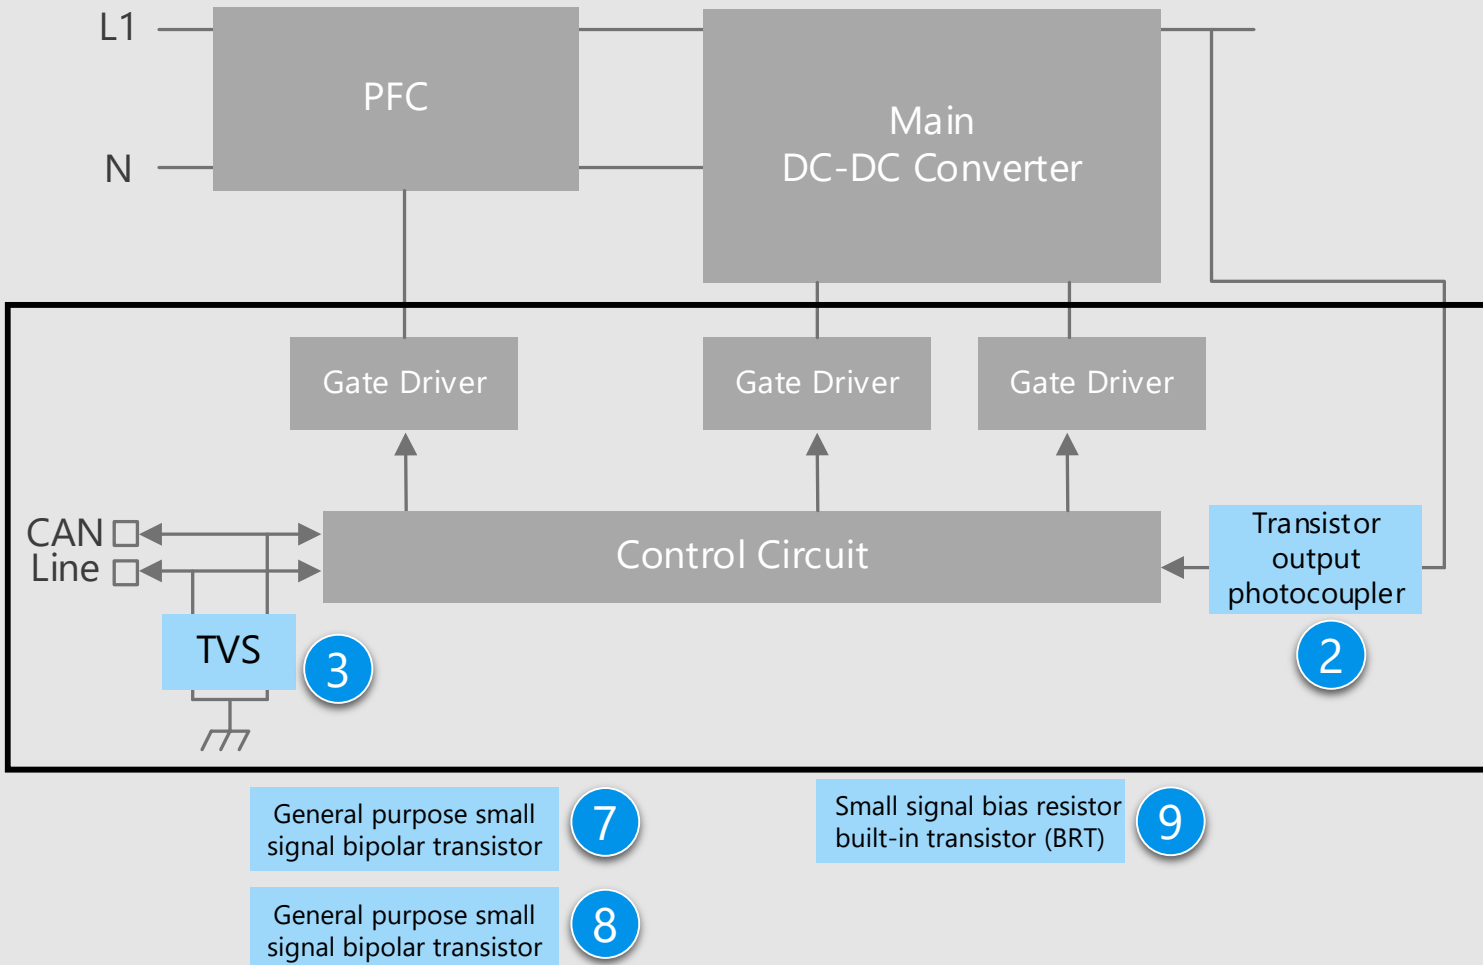 L1
PFC
Main
DC-DC Converter
N
Gate Driver
Gate Driver
Gate Driver
CAN
Line
Control Circuit
Transistor
output
photocoupler
TVS
3
2
General purpose small
signal bipolar transistor
7
Small signal bias resistor
built-in transistor (BRT)
9
General purpose small
signal bipolar transistor
8